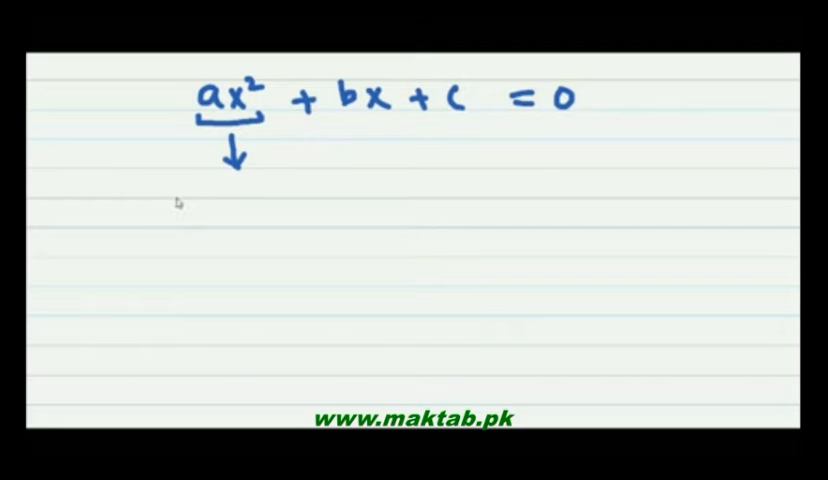 ax² + bx + c = 0
www.maktab.pk